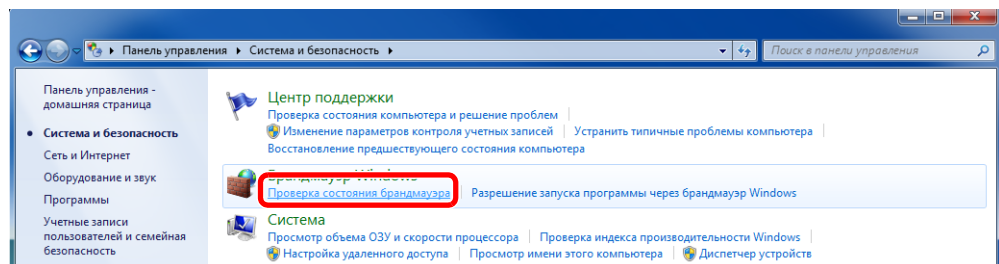 Панель управления ▸ Система и безопасность ▸
Поиск в панели управления
Панель управления -
домашняя страница
Система и безопасность
Сеть и Интернет
Оборудование и звук
Программы
Учетные записи
пользователей и семейная
безопасность
Центр поддержки
Проверка состояния компьютера и решение проблем
Изменение параметров контроля учетных записей
Устранить типичные проблемы компьютера
Восстановление предшествующего состояния компьютера
Брандмауэр Windows
Проверка состояния брандмауэра
Разрешение запуска программы через брандмауэр Windows
Система
Просмотр объема ОЗУ и скорости процессора
Проверка индекса производительности Windows
Настройка удаленного доступа
Просмотр имени этого компьютера
Диспетчер устройств